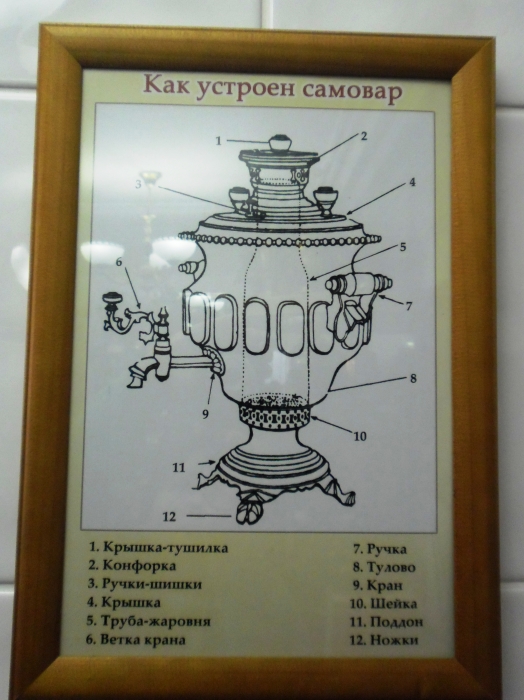 Как устроен самовар
1
2
3
4
5
6
7
8
9
10
11
12
1. Крышка-тушилка
2. Конфорка
3. Ручки-шишки
4. Крышка
5. Труба-жаровня
6. Ветка крана
7. Ручка
8. Тулово
9. Кран
10. Шейка
11. Поддон
12. Ножки